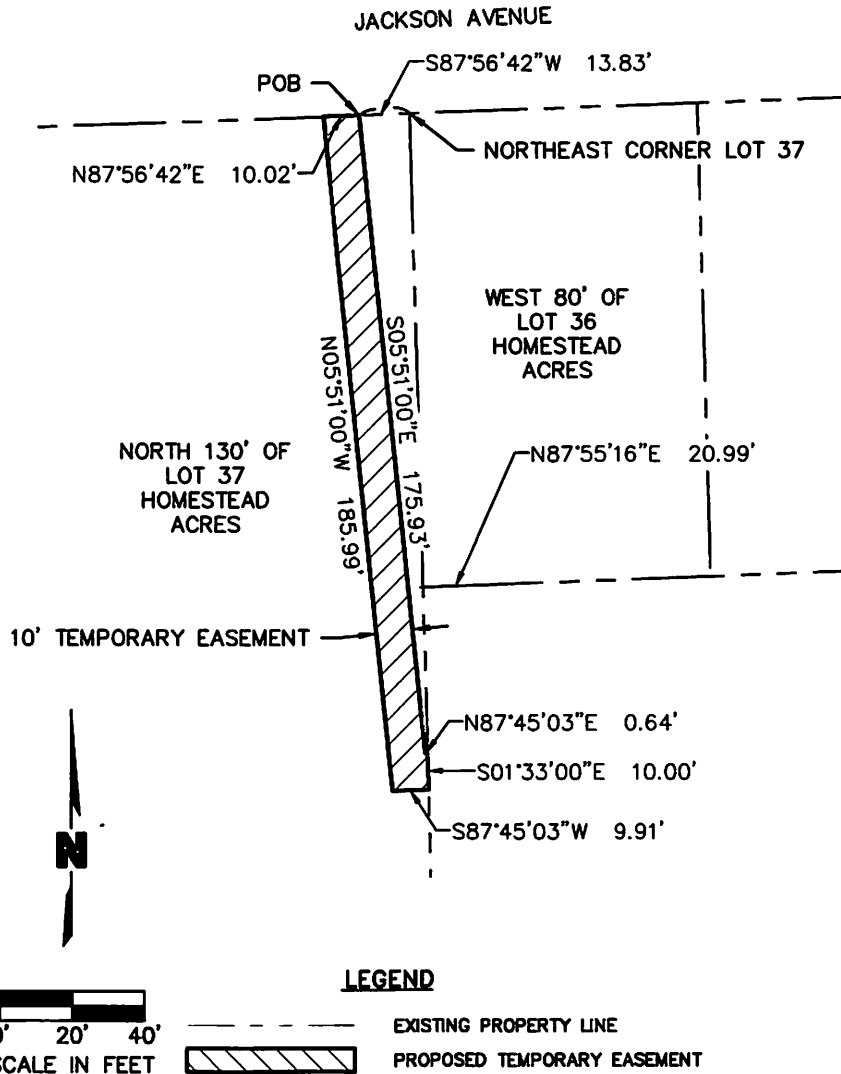 JACKSON AVENUE
S87°56'42"W 13.83'
POB
NORTHEAST CORNER LOT 37
N87°56'42"E 10.02'
WEST 80' OF
LOT 36
HOMESTEAD
ACRES
S05°51'00"E 175.93'
N05°51'00"W 185.99'
NORTH 130' OF
LOT 37
HOMESTEAD
ACRES
N87°55'16"E 20.99'
10' TEMPORARY EASEMENT
N87°45'03"E 0.64'
S01°33'00"E 10.00'
S87°45'03"W 9.91'
N
LEGEND
0' 20' 40'
SCALE IN FEET
EXISTING PROPERTY LINE
PROPOSED TEMPORARY EASEMENT